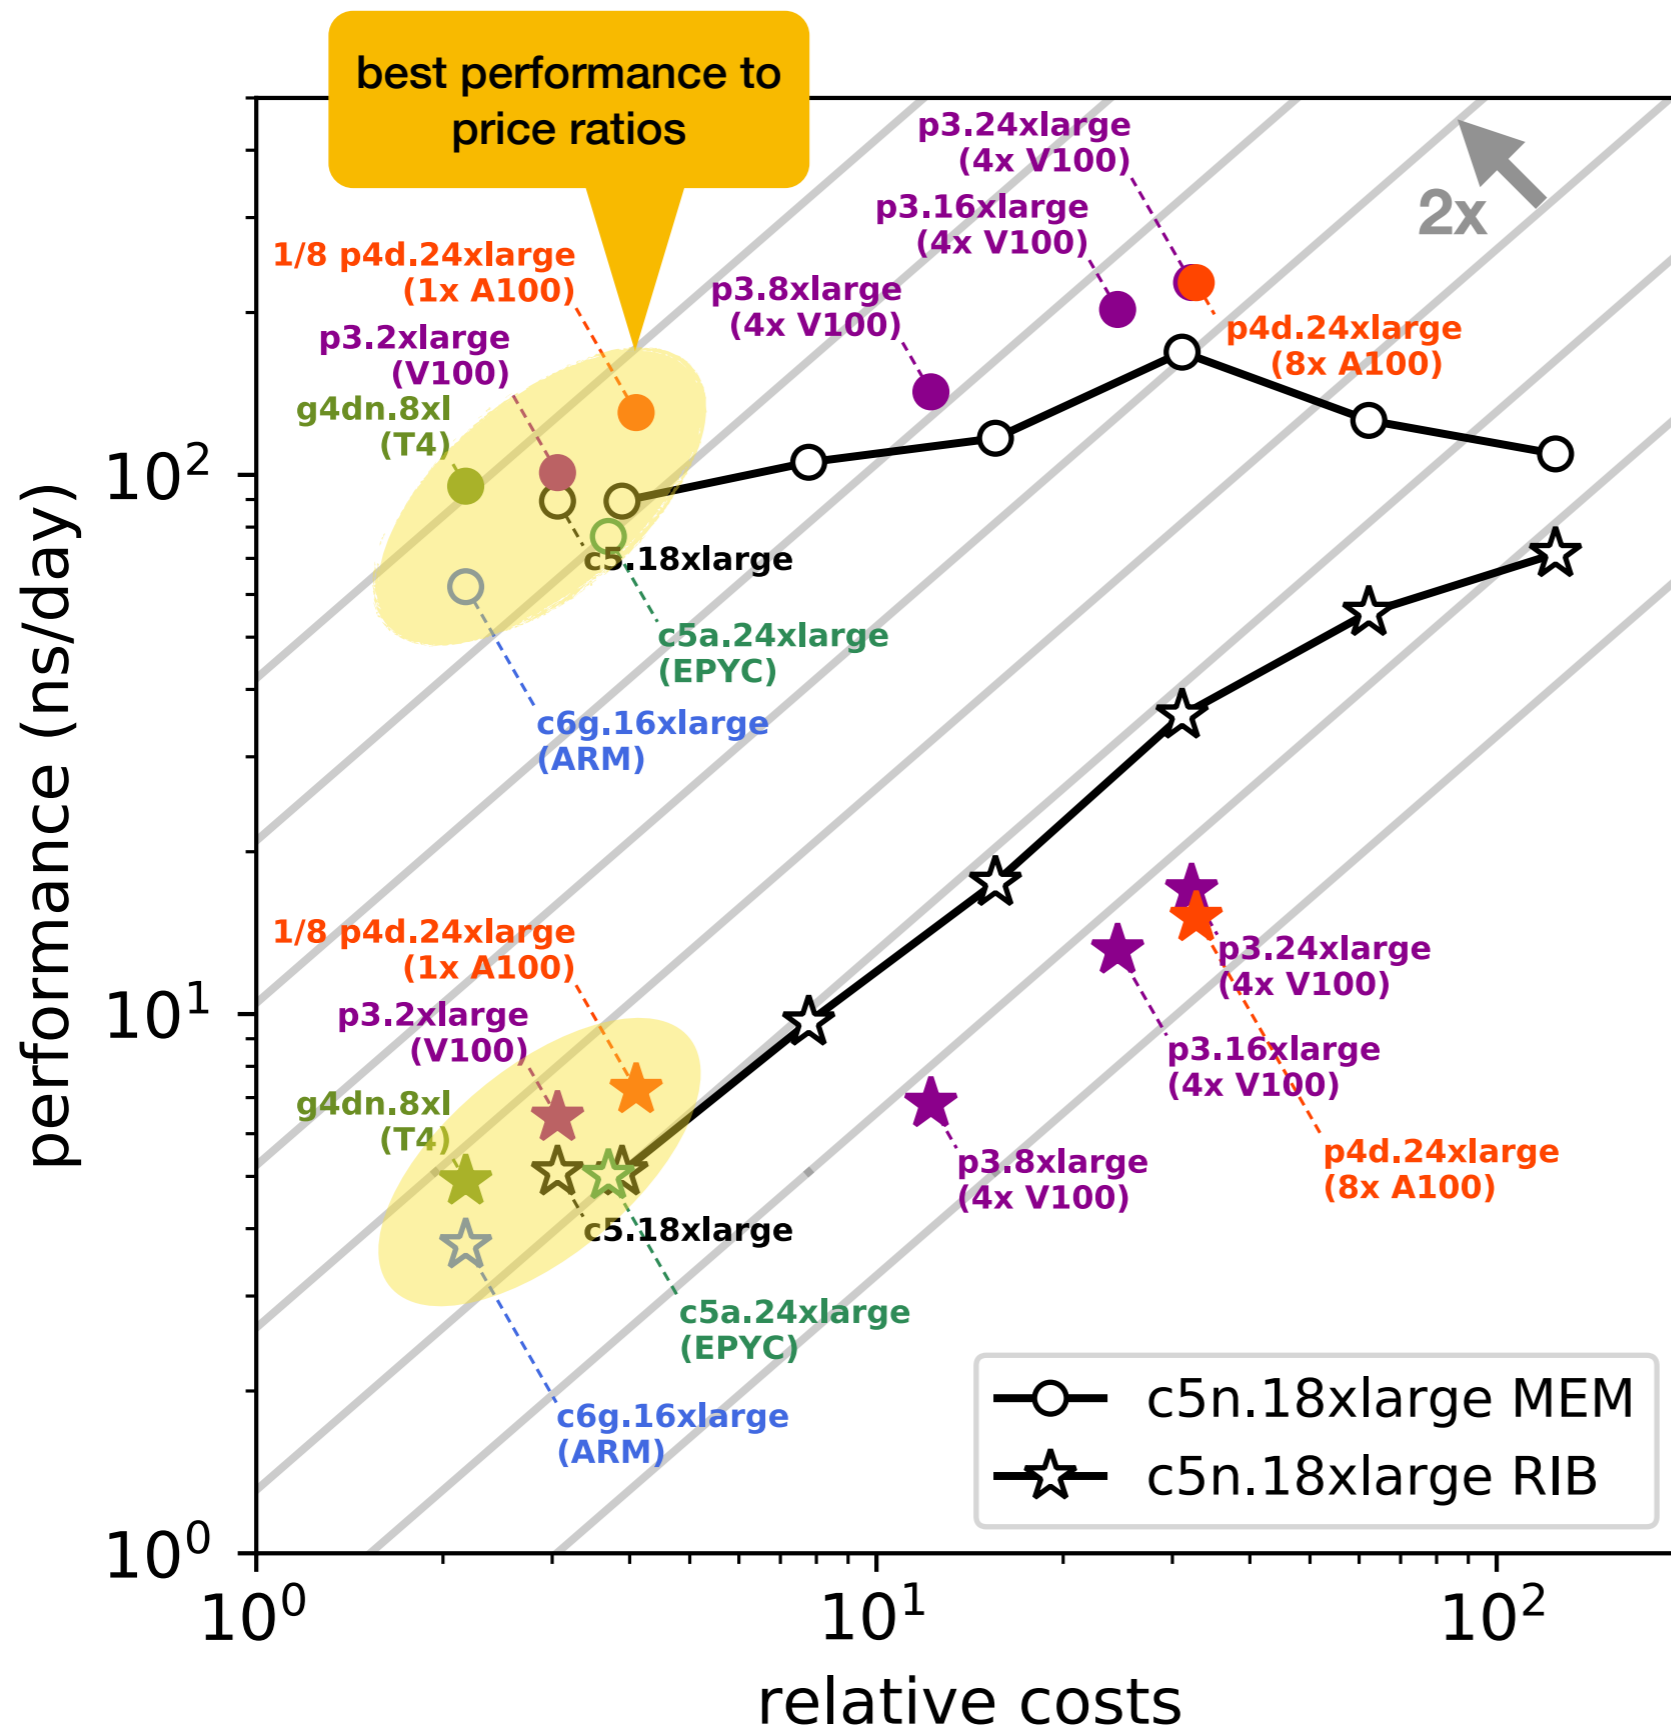 best performance to
price ratios
p3.24xlarge
(4x V100)
2x
p3.16xlarge
(4x V100)
1/8 p4d.24xlarge
(1x A100)
p3.8xlarge
(4x V100)
p4d.24xlarge
(8x A100)
p3.2xlarge
(V100)
g4dn.8xl
(T4)
c5.18xlarge
c5a.24xlarge
(EPYC)
c6g.16xlarge
(ARM)
1/8 p4d.24xlarge
(1x A100)
p3.24xlarge
(4x V100)
p3.2xlarge
(V100)
p3.16xlarge
(4x V100)
g4dn.8xl
(T4)
p3.8xlarge
(4x V100)
p4d.24xlarge
(8x A100)
c5.18xlarge
c5a.24xlarge
(EPYC)
c6g.16xlarge
(ARM)
c5n.18xlarge MEM
c5n.18xlarge RIB
performance (ns/day)
10²
10¹
10⁰
10⁰
10¹
10²
relative costs